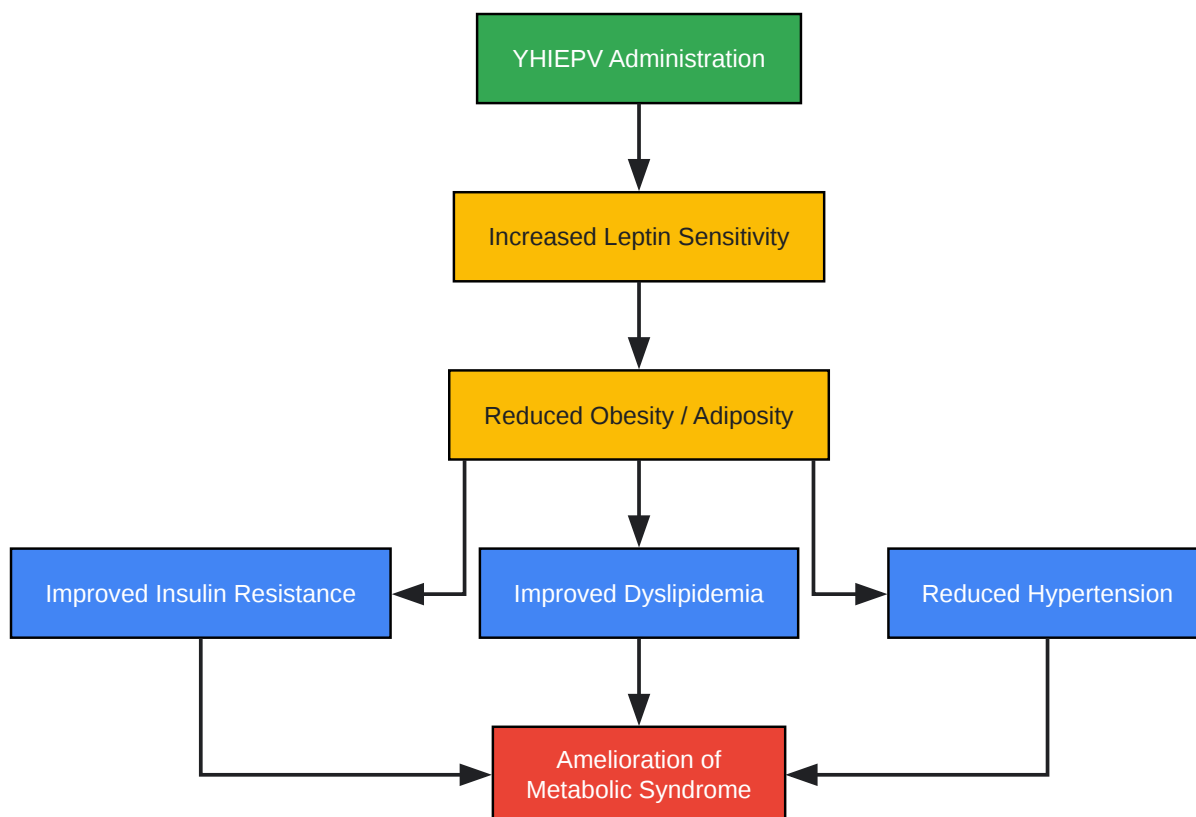 YHIEPV Administration
Increased Leptin Sensitivity
Reduced Obesity / Adiposity
Improved Insulin Resistance
Improved Dyslipidemia
Reduced Hypertension
Amelioration of
Metabolic Syndrome